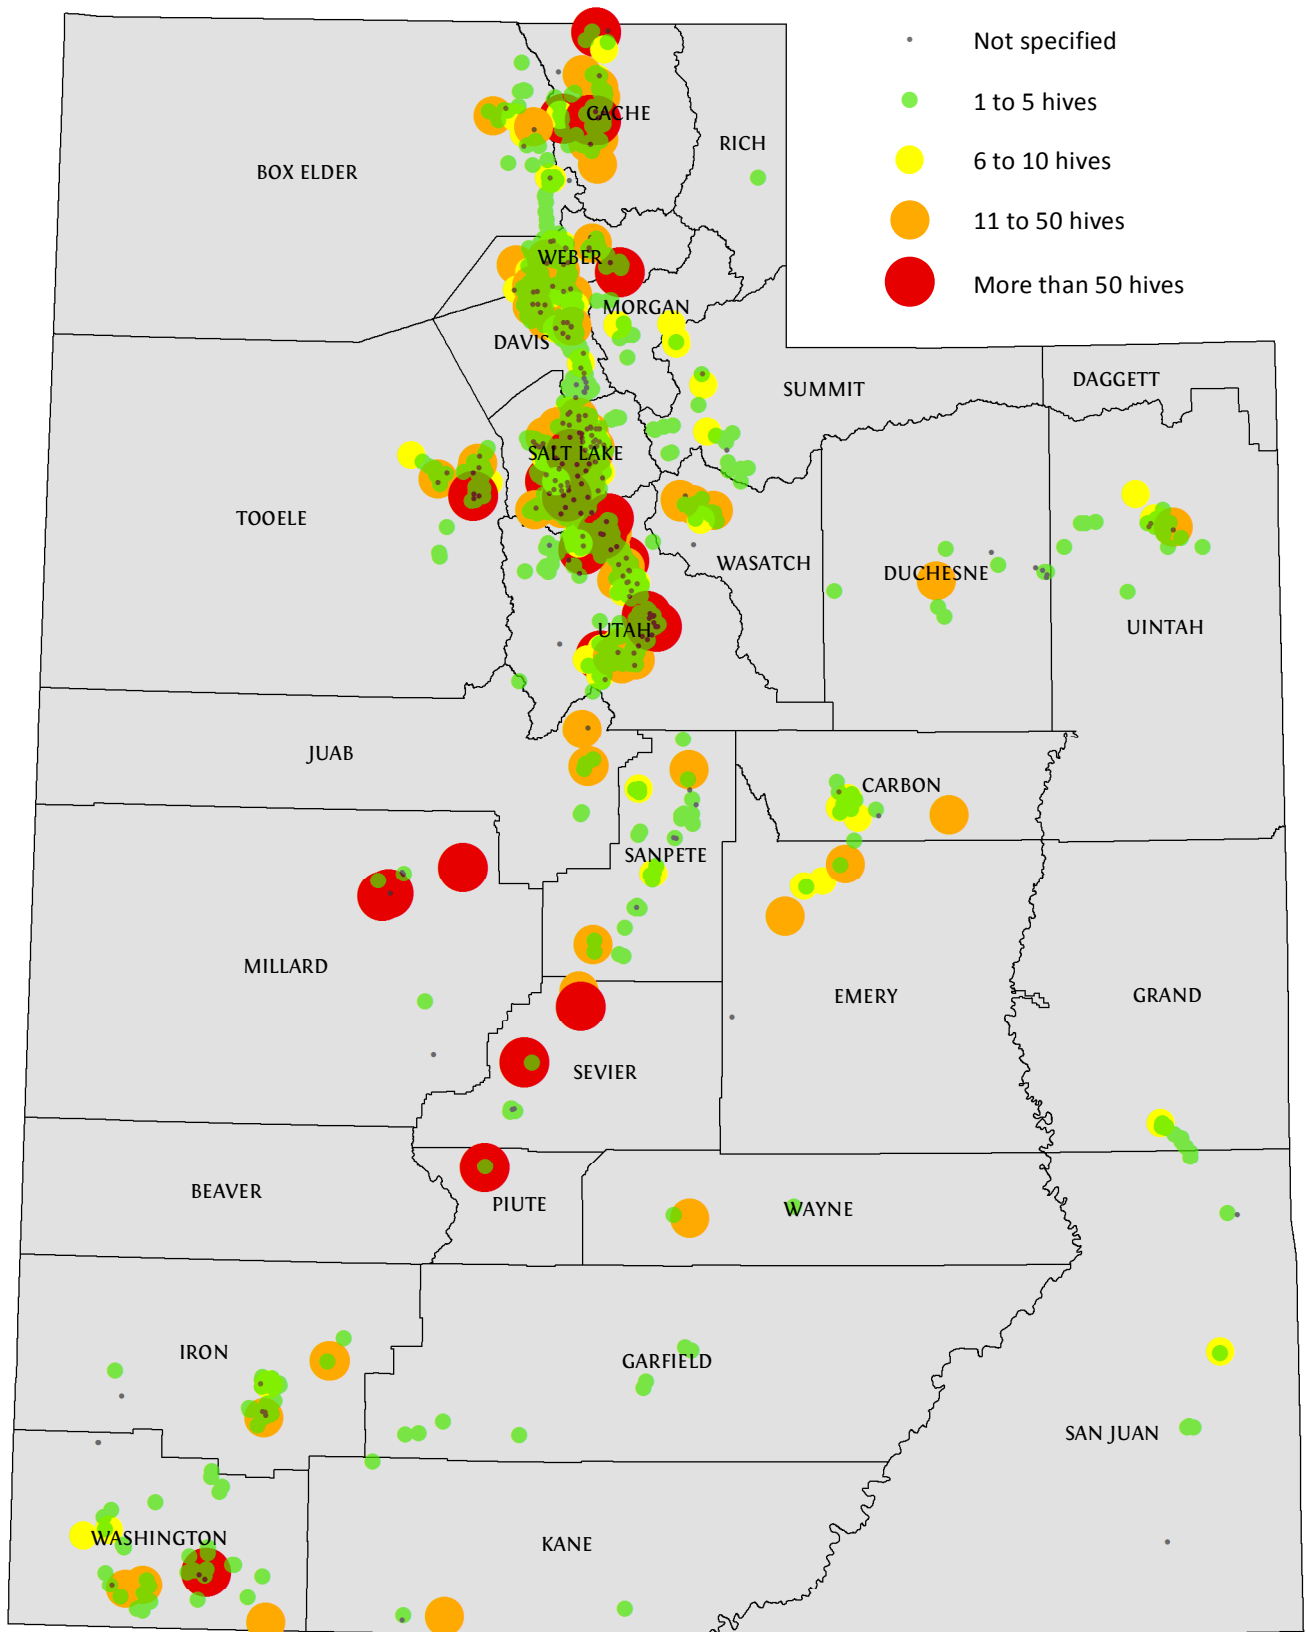 Not specified
1 to 5 hives
6 to 10 hives
11 to 50 hives
More than 50 hives
CACHE
RICH
BOX ELDER
WEBER
MORGAN
DAVIS
SUMMIT
DAGGETT
SALT LAKE
TOOELE
WASATCH
DUCHESNE
UTAH
UINTAH
JUAB
CARBON
SANPETE
MILLARD
EMERY
GRAND
SEVIER
BEAVER
PIUTE
WAYNE
IRON
GARFIELD
SAN JUAN
WASHINGTON
KANE